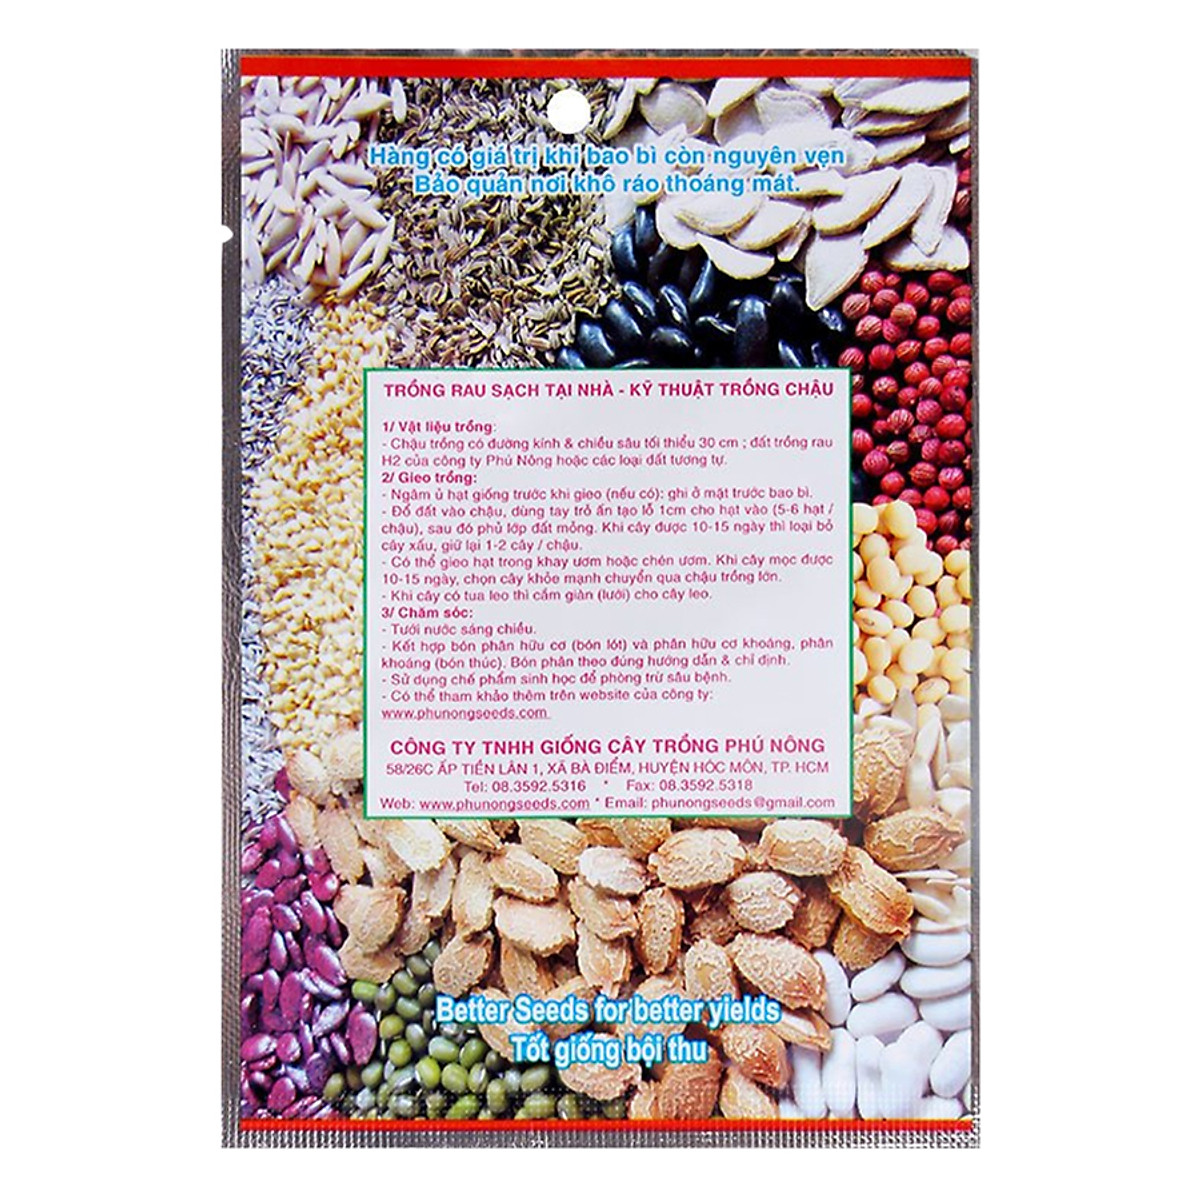 Hàng có giá trị khi bao bì còn nguyên vẹn
Bảo quản nơi khô ráo thoáng mát.
TRỒNG RAU SẠCH TẠI NHÀ - KỸ THUẬT TRỒNG CHẬU
1/ Vật liệu trồng:
- Chậu trồng có đường kính & chiều sâu tối thiểu 30 cm ; đất trồng rau
H2 của công ty Phú Nông hoặc các loại đất tương tự.
2/ Gieo trồng:
- Ngâm ủ hạt giống trước khi gieo (nếu có): ghi ở mặt trước bao bì.
- Đổ đất vào chậu, dùng tay trỏ ấn tạo lỗ 1cm cho hạt vào (5-6 hạt /
chậu), sau đó phủ lớp đất mỏng. Khi cây được 10-15 ngày thì loại bỏ
cây xấu, giữ lại 1-2 cây / chậu.
- Có thể gieo hạt trong khay ươm hoặc chén ươm. Khi cây mọc được
10-15 ngày, chọn cây khỏe mạnh chuyển qua chậu trồng lớn.
- Khi cây có tua leo thì cắm giàn (lưới) cho cây leo.
3/ Chăm sóc:
- Tưới nước sáng chiều.
- Kết hợp bón phân hữu cơ (bón lót) và phân hữu cơ khoáng, phân
khoáng (bón thúc). Bón phân theo đúng hướng dẫn & chỉ định.
- Sử dụng chế phẩm sinh học để phòng trừ sâu bệnh.
- Có thể tham khảo thêm trên website của công ty:
www.phunongseeds.com
CÔNG TY TNHH GIỐNG CÂY TRỒNG PHÚ NÔNG
58/26C ẤP TIỀN LÂN 1, XÃ BÀ ĐIỂM, HUYỆN HÓC MÔN, TP. HCM
Tel: 08.3592.5316 * Fax: 08.3592.5318
Web: www.phunongseeds.com * Email: phunongseeds@gmail.com
Better Seeds for better yields
Tốt giống bội thu